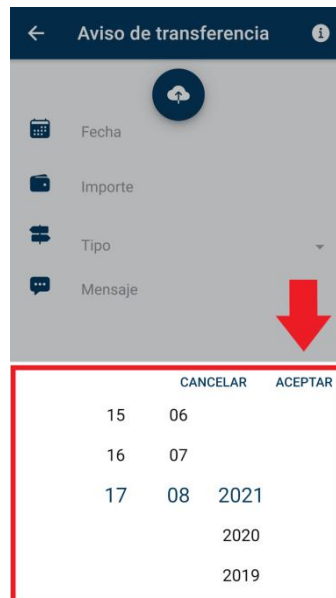 Aviso de transferencia
Fecha
Importe
Tipo
Mensaje
CANCELAR ACEPTAR
15 06
16 07
17 08 2021
2020
2019